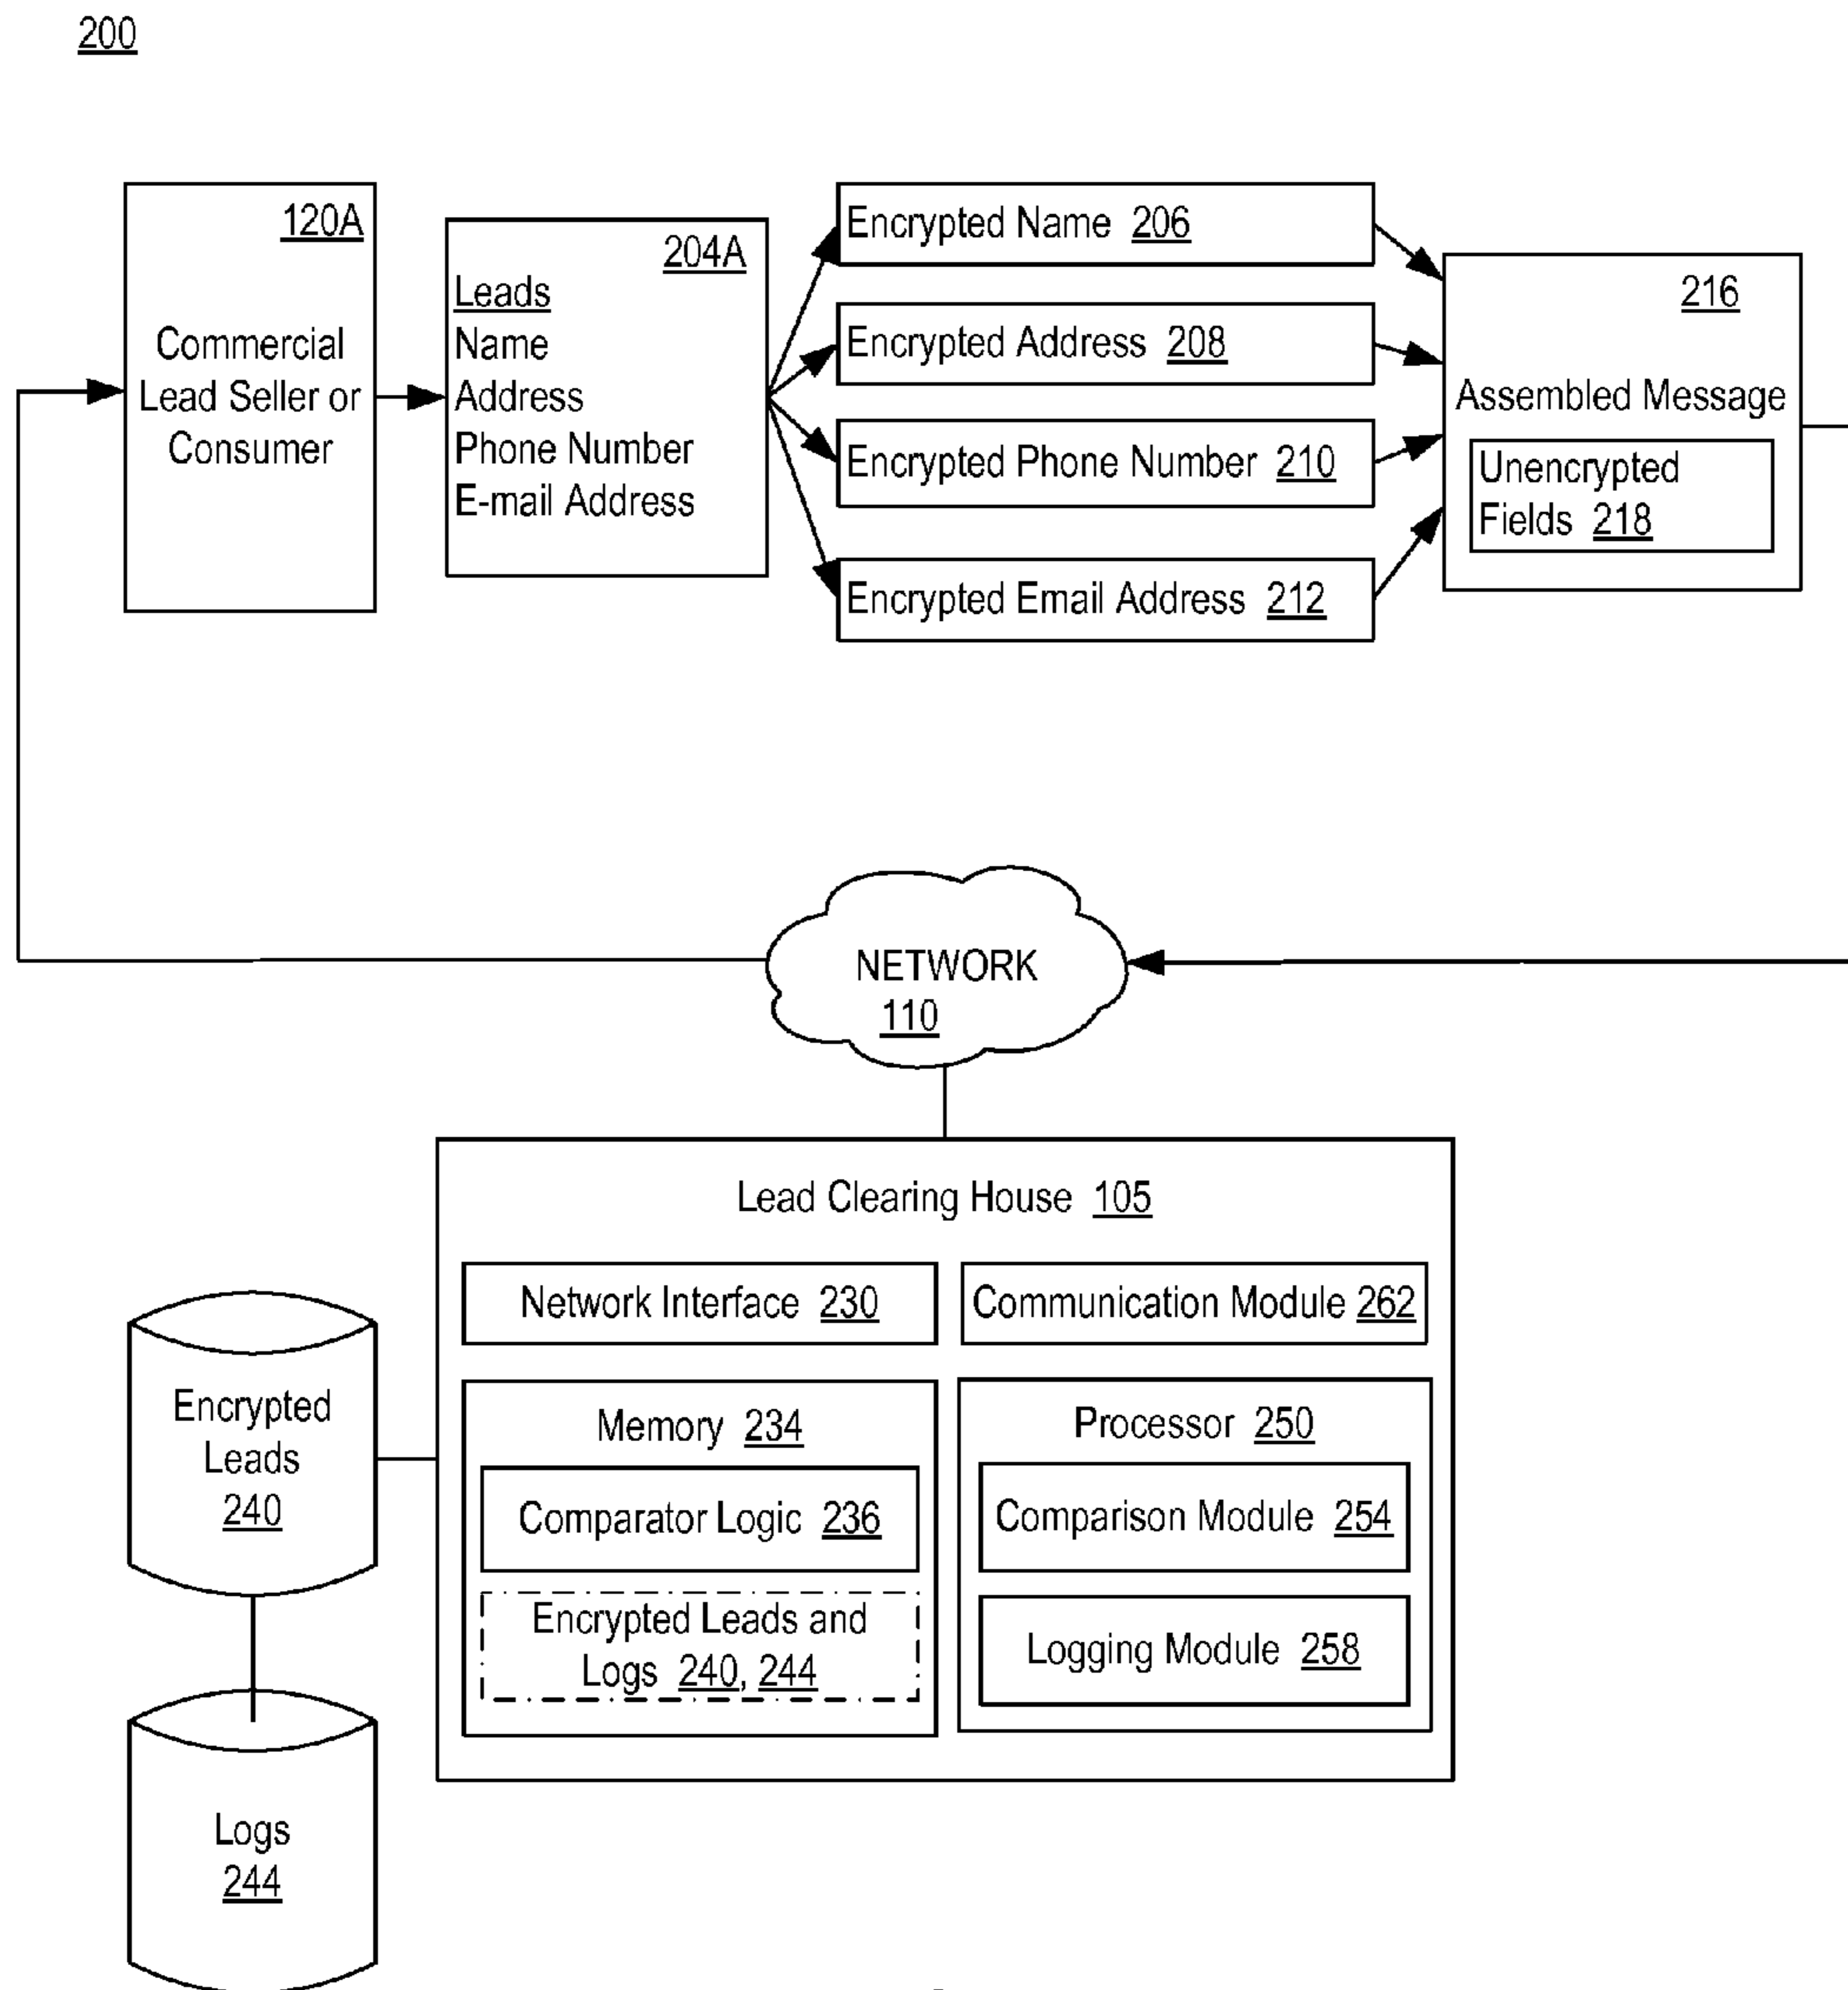 200
120A
Commercial
Lead Seller or
Consumer
204A
Leads
Name
Address
Phone Number
E-mail Address
Encrypted Name 206
Encrypted Address 208
Encrypted Phone Number 210
Encrypted Email Address 212
216
Assembled Message
Unencrypted
Fields 218
NETWORK
110
Lead Clearing House 105
Network Interface 230
Communication Module 262
Memory 234
Comparator Logic 236
Encrypted Leads and
Logs 240, 244
Processor 250
Comparison Module 254
Logging Module 258
Encrypted
Leads
240
Logs
244